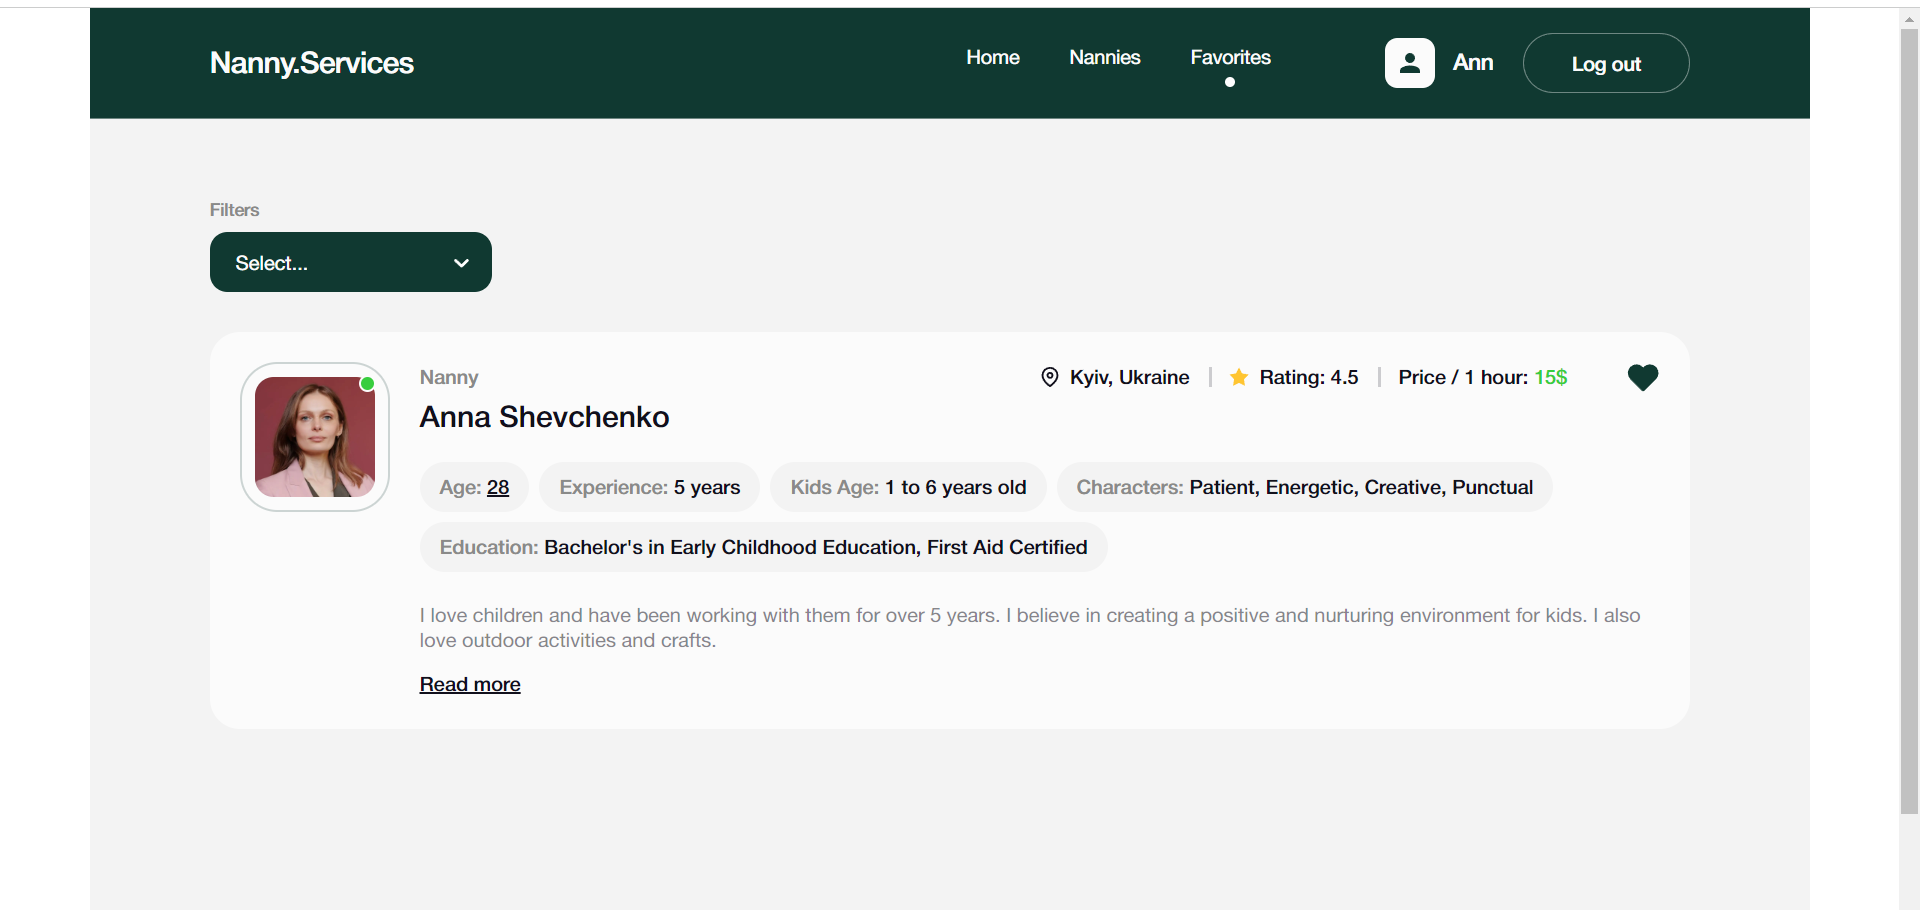 Nanny.Services
Home Nannies Favorites
Ann
Log out
Filters
Select...
Nanny
Kyiv, Ukraine | Rating: 4.5 | Price / 1 hour: 15$
Anna Shevchenko
Age: 28 Experience: 5 years Kids Age: 1 to 6 years old Characters: Patient, Energetic, Creative, Punctual
Education: Bachelor's in Early Childhood Education, First Aid Certified
I love children and have been working with them for over 5 years. I believe in creating a positive and nurturing environment for kids. I also
love outdoor activities and crafts.
Read more